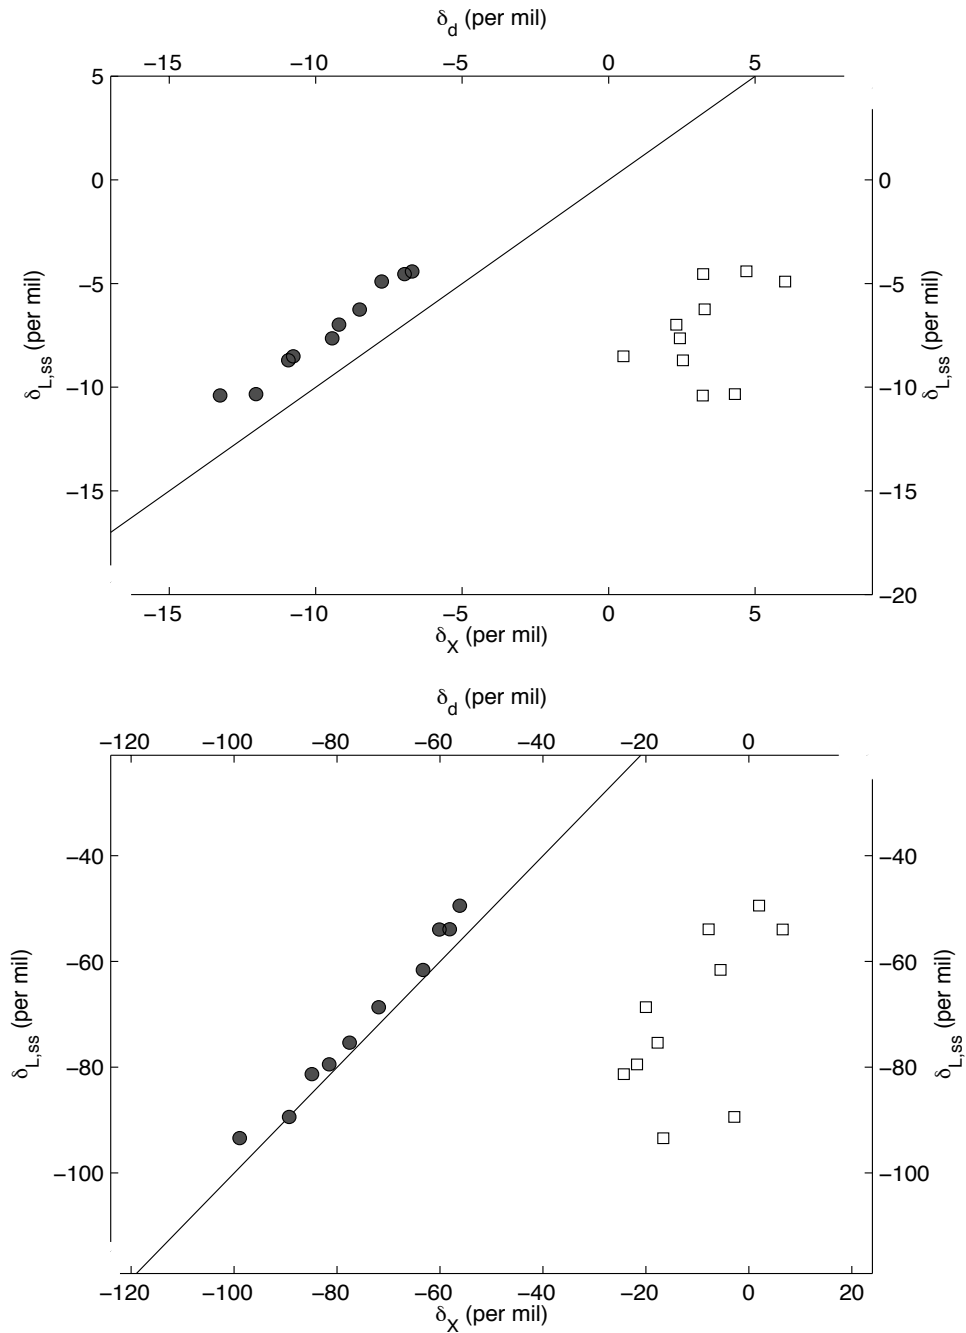 δd (per mil)
−15 −10 −5 0 5
5 0 −5 −10 −15
δL,ss (per mil)
0 −5 −10 −15 −20
δL,ss (per mil)
−15 −10 −5 0 5
δX (per mil)
δd (per mil)
−120 −100 −80 −60 −40 −20 0
−40 −60 −80 −100
δL,ss (per mil)
−40 −60 −80 −100
δL,ss (per mil)
−120 −100 −80 −60 −40 −20 0 20
δX (per mil)